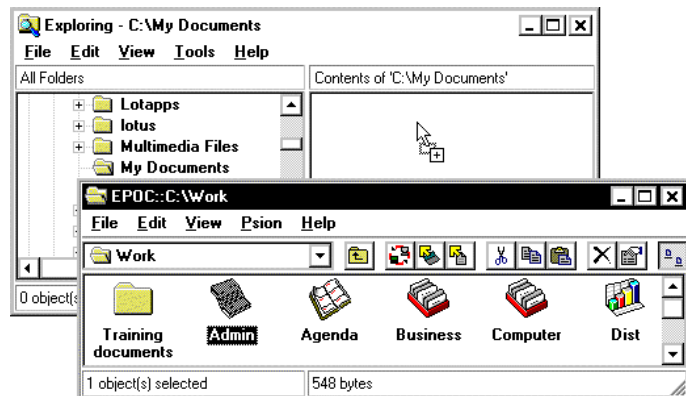 Exploring - C:\My Documents
File Edit View Tools Help
All Folders
Contents of 'C:\My Documents'
Lotapps
lotus
Multimedia Files
My Documents
EPOC::C:\Work
File Edit View Psion Help
Work
0 object(s
Training documents
Admin
Agenda
Business
Computer
Dist
1 object(s) selected
548 bytes